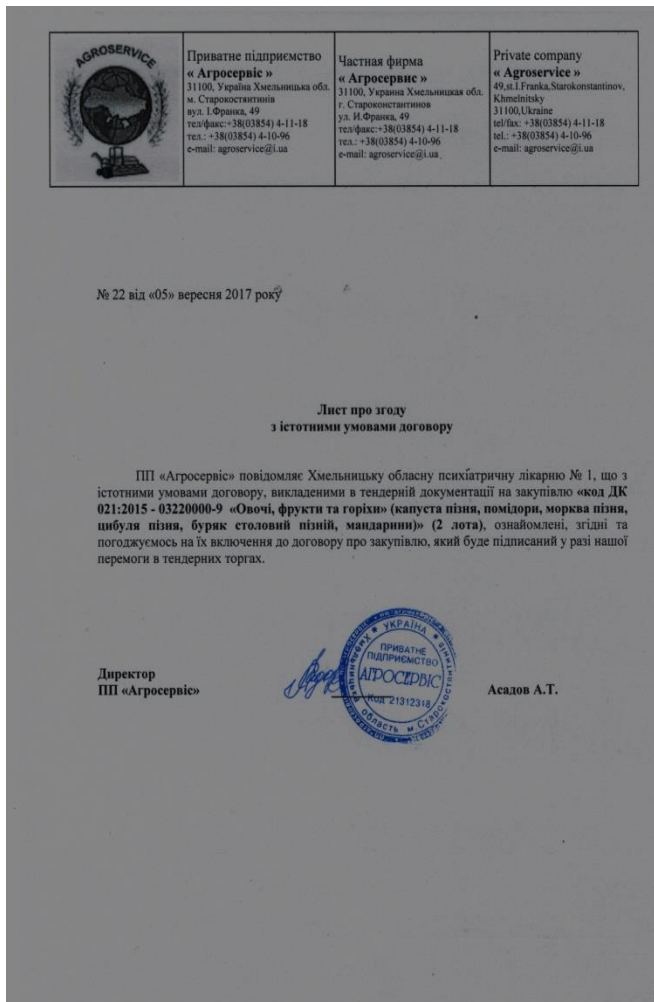 AGROSERVICE
Приватне підприємство
« Агросервіс »
31100, Україна Хмельницька обл.
м. Старокостянтинів
вул. І.Франка, 49
тел/факс:+38(03854) 4-11-18
тел.: +38(03854) 4-10-96
e-mail: agroservice@i.ua
Частная фирма
« Агросервис »
31100, Украина Хмельницкая обл.
г. Староконстантинов
ул. И.Франка, 49
тел/факс:+38(03854) 4-11-18
тел.: +38(03854) 4-10-96
e-mail: agroservice@i.ua
Private company
« Agroservice »
49,st.I.Franka,Starokonstantinov,
Khmelnitsky
31100,Ukraine
tel/fax: +38(03854) 4-11-18
tel.: +38(03854) 4-10-96
e-mail: agroservice@i.ua
№ 22 від «05» вересня 2017 року
Лист про згоду
з істотними умовами договору
ПП «Агросервіс» повідомляє Хмельницьку обласну психіатричну лікарню № 1, що з
істотними умовами договору, викладеними в тендерній документації на закупівлю «код ДК
021:2015 - 03220000-9 «Овочі, фрукти та горіхи» (капуста пізня, помідори, морква пізня,
цибуля пізня, буряк столовий пізній, мандарини)» (2 лота), ознайомлені, згідні та
погоджуємось на їх включення до договору про закупівлю, який буде підписаний у разі нашої
перемоги в тендерних торгах.
Директор
ПП «Агросервіс»
УКРАЇНА
ПРИВАТНЕ
ПІДПРИЄМСТВО
АГРОСЕРВІС
Код 21312318
Хмельницька область м.Старокостянтинів
Асадов А.Т.